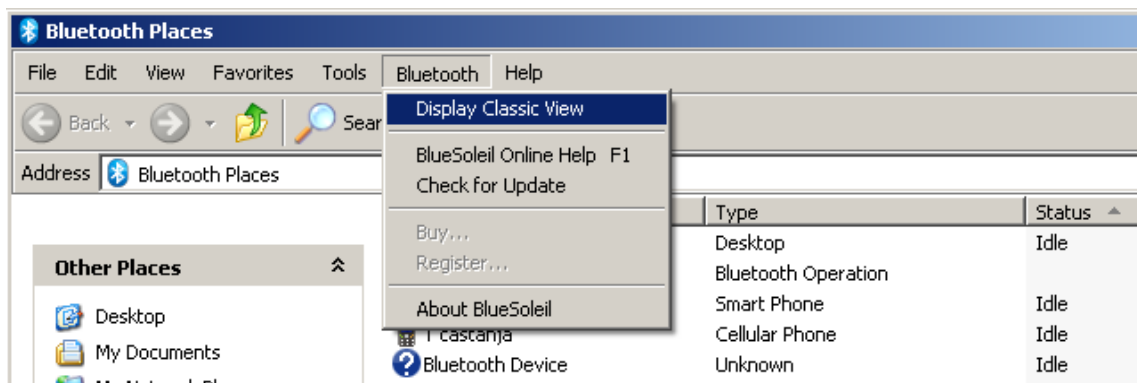 Bluetooth Places
File Edit View Favorites Tools Bluetooth Help
Back Sear
Display Classic View
BlueSoleil Online Help F1
Check for Update
Buy...
Register...
About BlueSoleil
Address Bluetooth Places
Type Status
Desktop Idle
Bluetooth Operation
Smart Phone Idle
castanja Cellular Phone Idle
Bluetooth Device Unknown Idle
Other Places
Desktop
My Documents